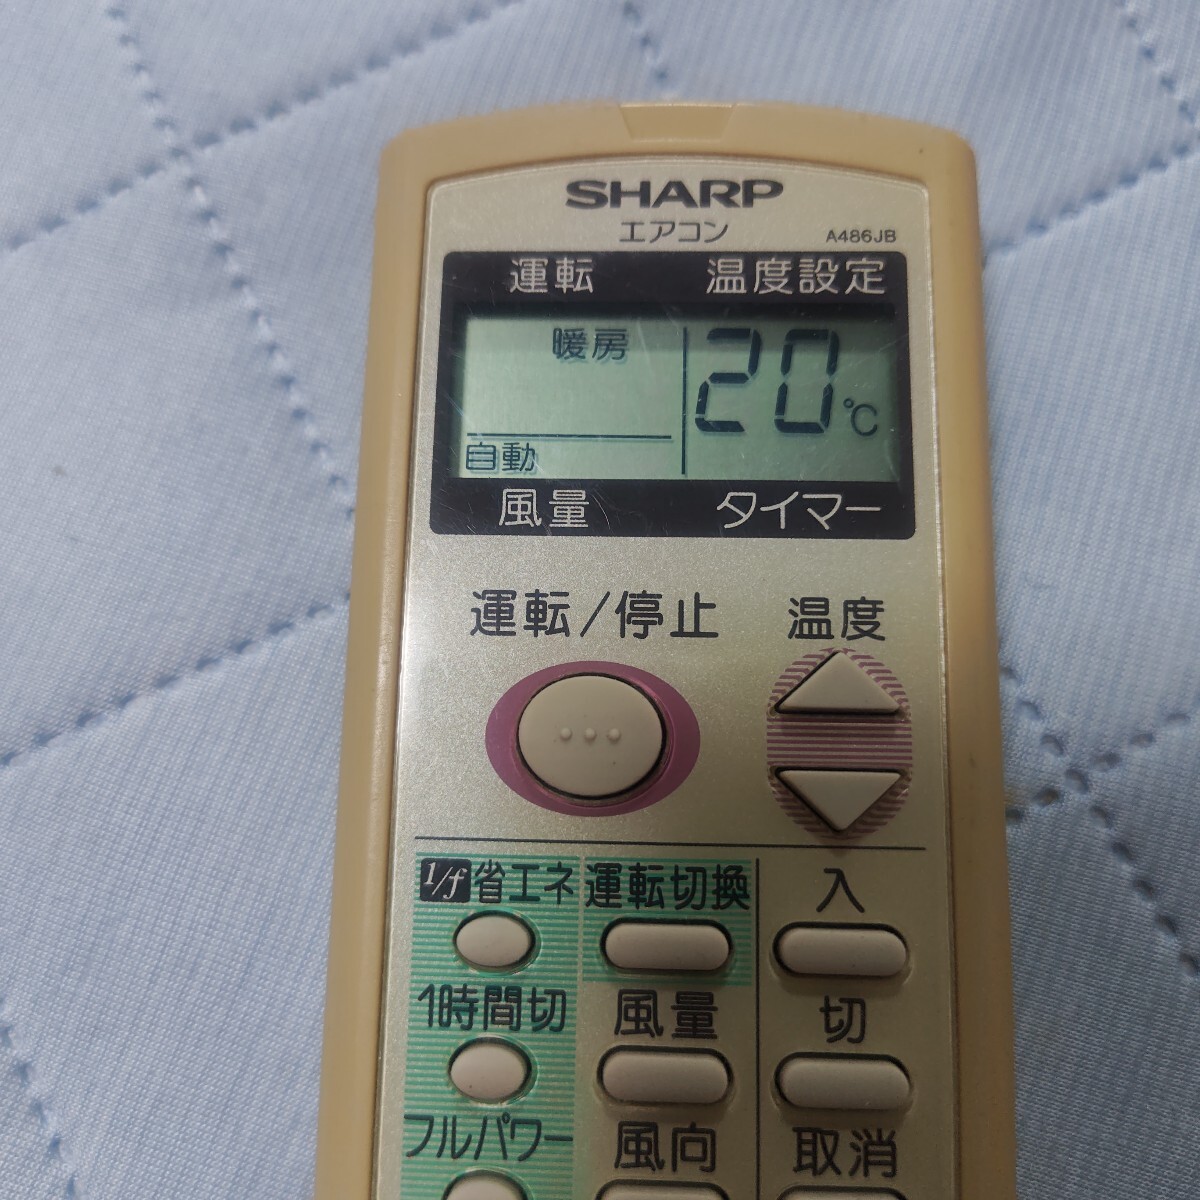 SHARP
エアコン
A486JB
運転 温度設定
暖房 20℃
自動
風量 タイマー
運転/停止 温度
1/f 省エネ 運転切換 入
1時間切 風量 切
フルパワー 風向 取消